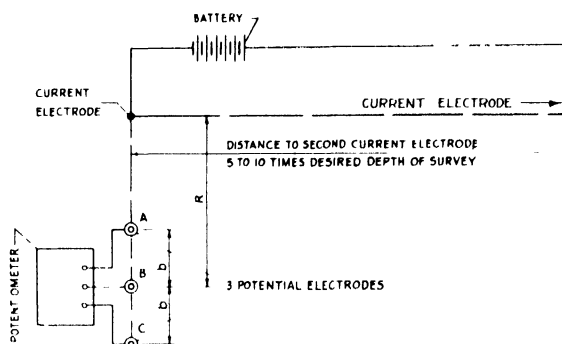 BATTERY
CURRENT
ELECTRODE
CURRENT ELECTRODE
DISTANCE TO SECOND CURRENT ELECTRODE
5 TO 10 TIMES DESIRED DEPTH OF SURVEY
R
A
b
B
3 POTENTIAL ELECTRODES
b
C
POTENTIOMETER